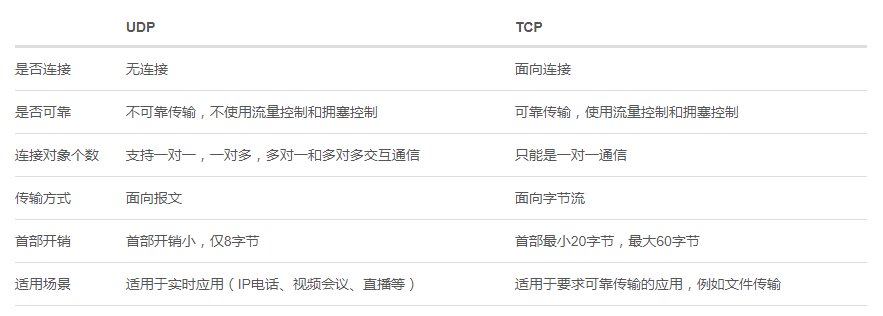 UDP TCP
是否连接 无连接 面向连接
是否可靠 不可靠传输，不使用流量控制和拥塞控制 可靠传输，使用流量控制和拥塞控制
连接对象个数 支持一对一，一对多，多对一和多对多交互通信 只能是一对一通信
传输方式 面向报文 面向字节流
首部开销 首部开销小，仅8字节 首部最小20字节，最大60字节
适用场景 适用于实时应用（IP电话、视频会议、直播等） 适用于要求可靠传输的应用，例如文件传输